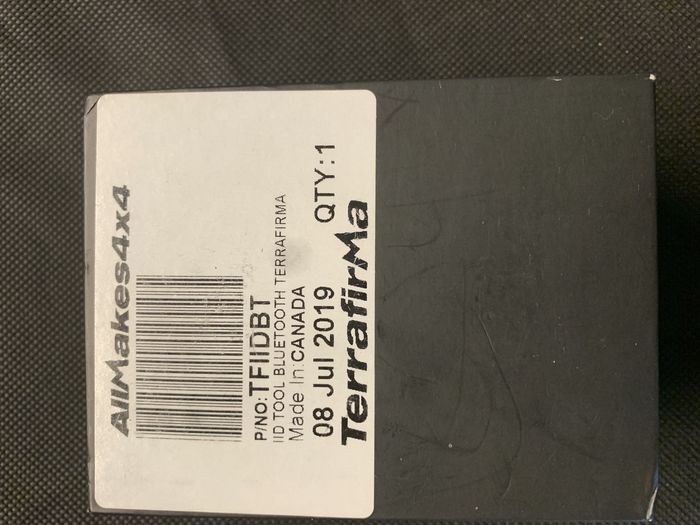 AllMakes4x4
P/NO:TFIIDBT
IID TOOL BLUETOOTH TERRAFIRMA
Made In:CANADA
08 Jul 2019 QTY:1
TerrafirMa